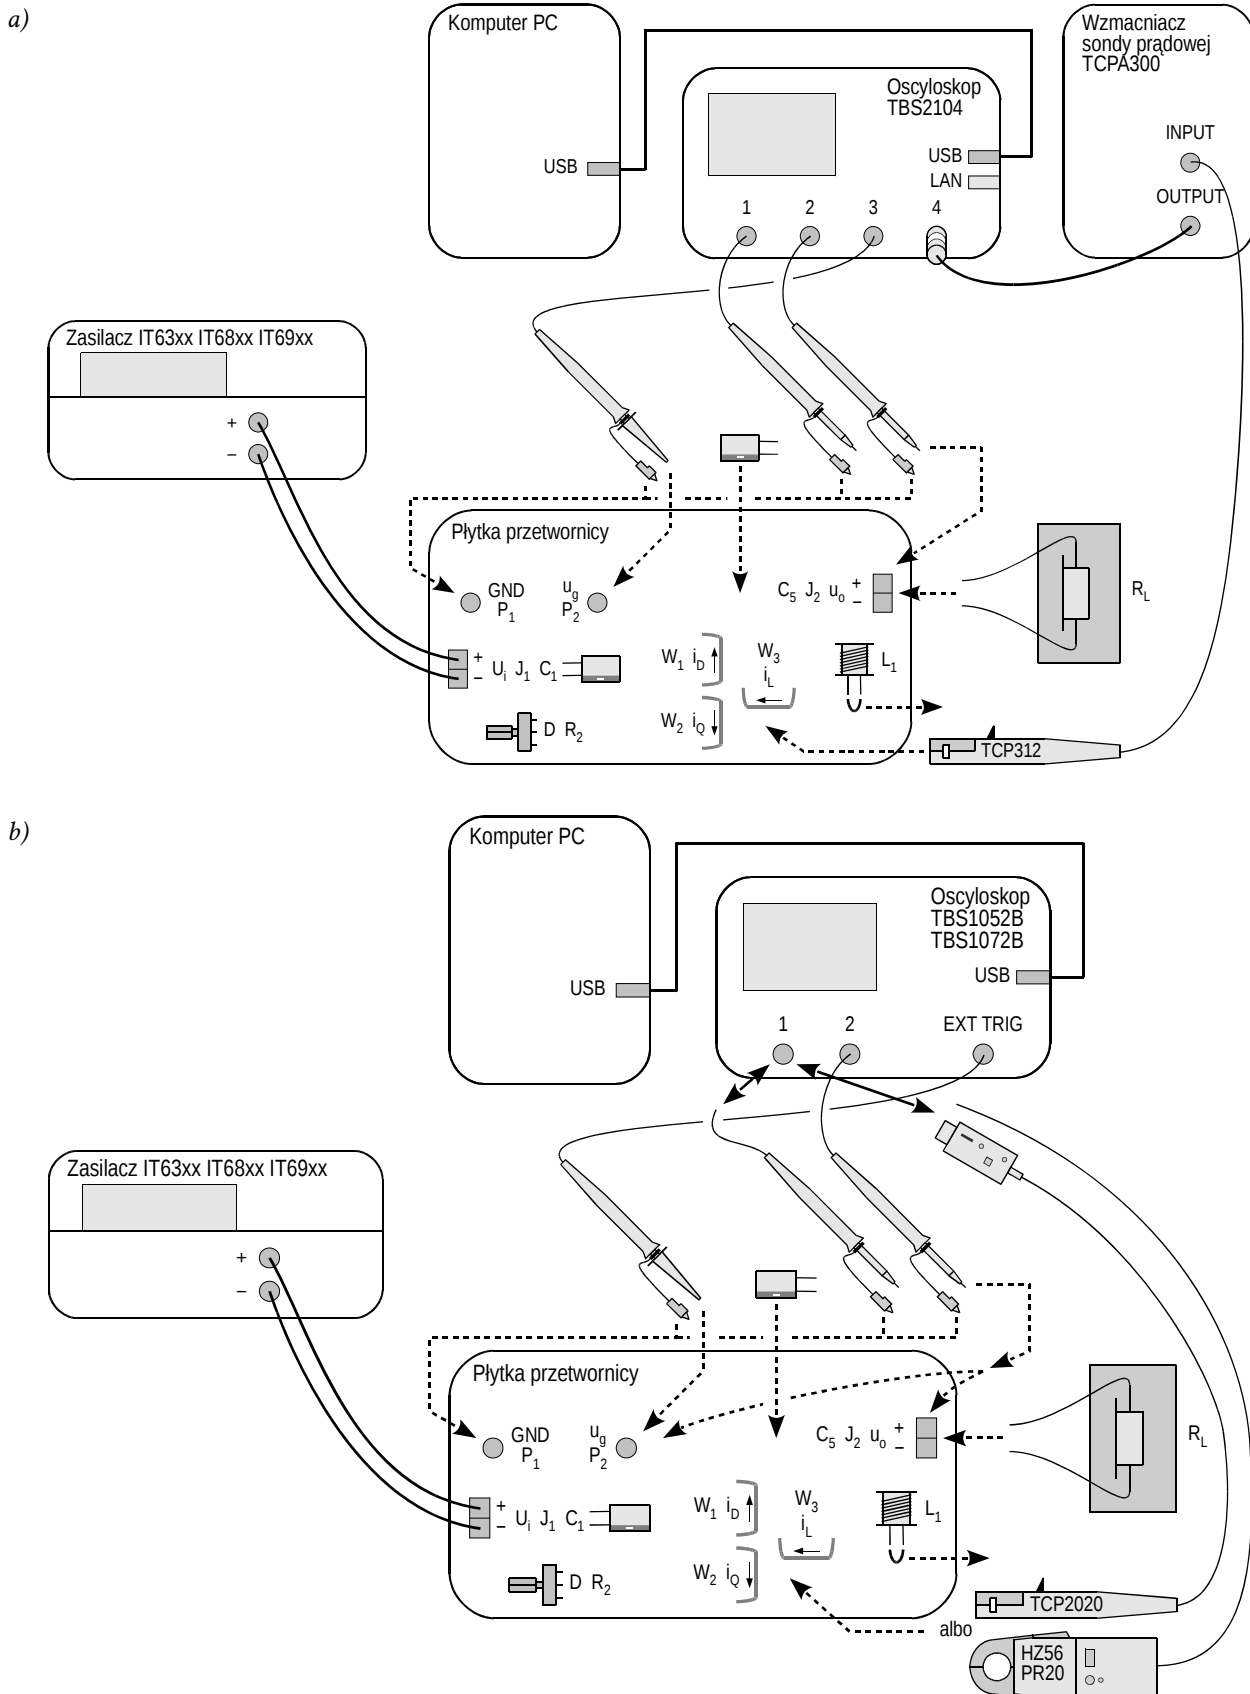 a)
Komputer PC
USB
Oscyloskop
TBS2104
USB
LAN
1 2 3 4
Wzmacniacz
sondy prądowej
TCPA300
INPUT
OUTPUT
Zasilacz IT63xx IT68xx IT69xx
+
−
Płytka przetwornicy
GND
P1
ug
P2
C5 J2 uo + −
RL
+ − Ui J1 C1
W1 iD
W3
iL
L1
W2 iQ
D R2
TCP312
b)
Komputer PC
USB
Oscyloskop
TBS1052B
TBS1072B
USB
1 2 EXT TRIG
Zasilacz IT63xx IT68xx IT69xx
+
−
Płytka przetwornicy
GND
P1
ug
P2
C5 J2 uo + −
RL
+ − Ui J1 C1
W1 iD
W3
iL
L1
W2 iQ
D R2
TCP2020
albo
HZ56
PR20